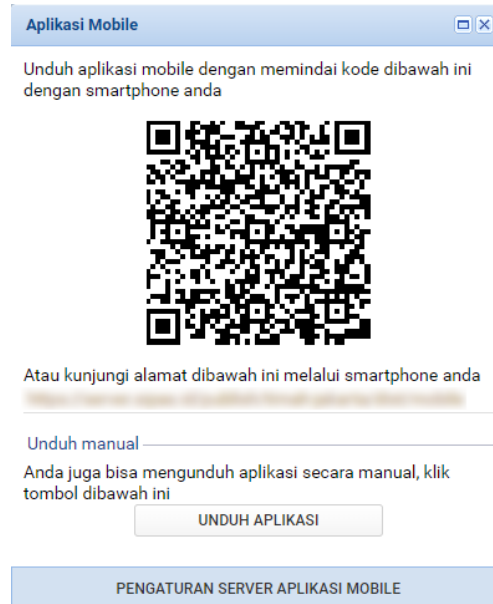 Aplikasi Mobile
Unduh aplikasi mobile dengan memindai kode dibawah ini
dengan smartphone anda
Atau kunjungi alamat dibawah ini melalui smartphone anda
Unduh manual
Anda juga bisa mengunduh aplikasi secara manual, klik
tombol dibawah ini
UNDUH APLIKASI
PENGATURAN SERVER APLIKASI MOBILE